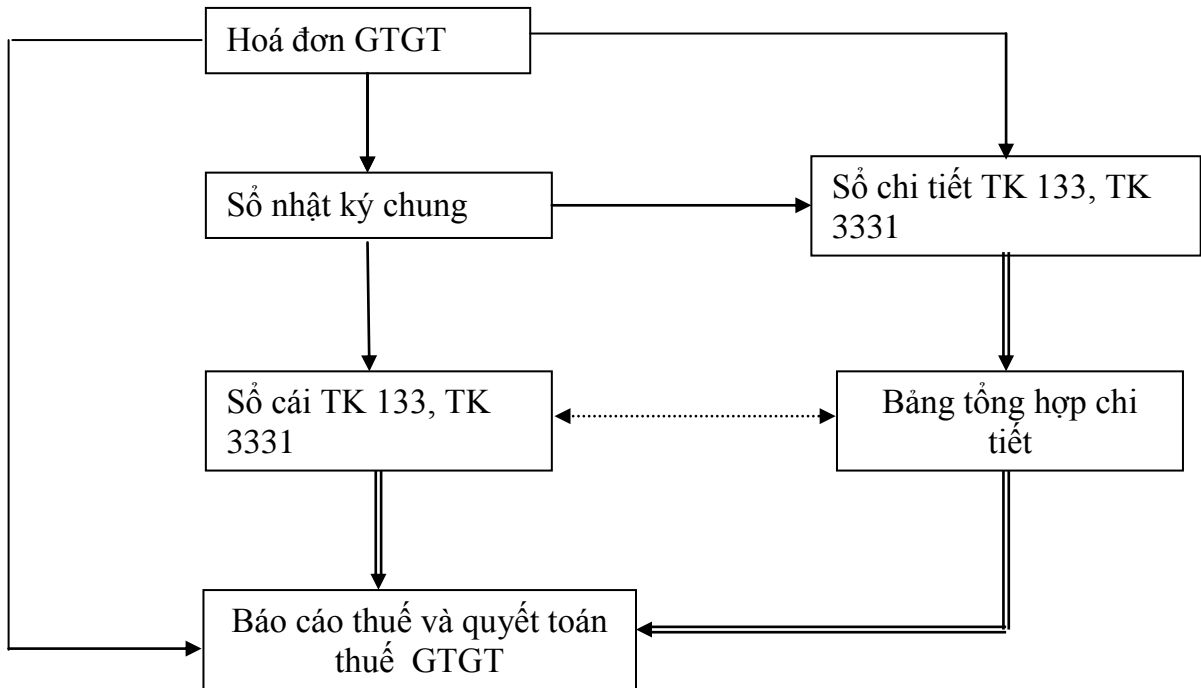 Hoá đơn GTGT
Sổ nhật ký chung
Sổ chi tiết TK 133, TK
3331
Sổ cái TK 133, TK
3331
Bảng tổng hợp chi
tiết
Báo cáo thuế và quyết toán
thuế GTGT